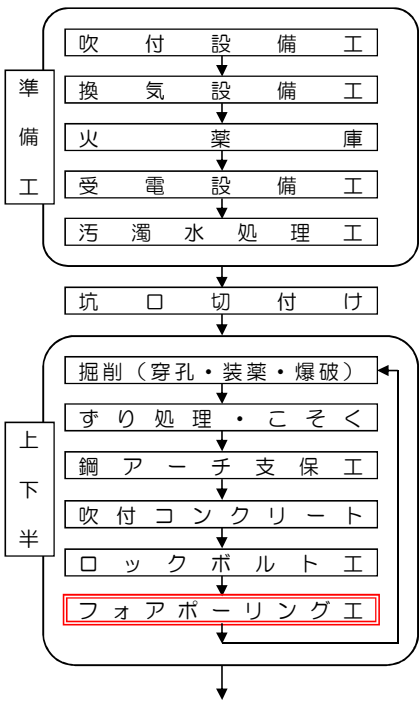 吹付設備工
準備工
換気設備工
火薬庫
受電設備工
汚濁水処理工
坑口切付け
掘削（穿孔・装薬・爆破）
ずり処理・こそく
上下半
鋼アーチ支保工
吹付コンクリート
ロックボルト工
フォアポーリング工